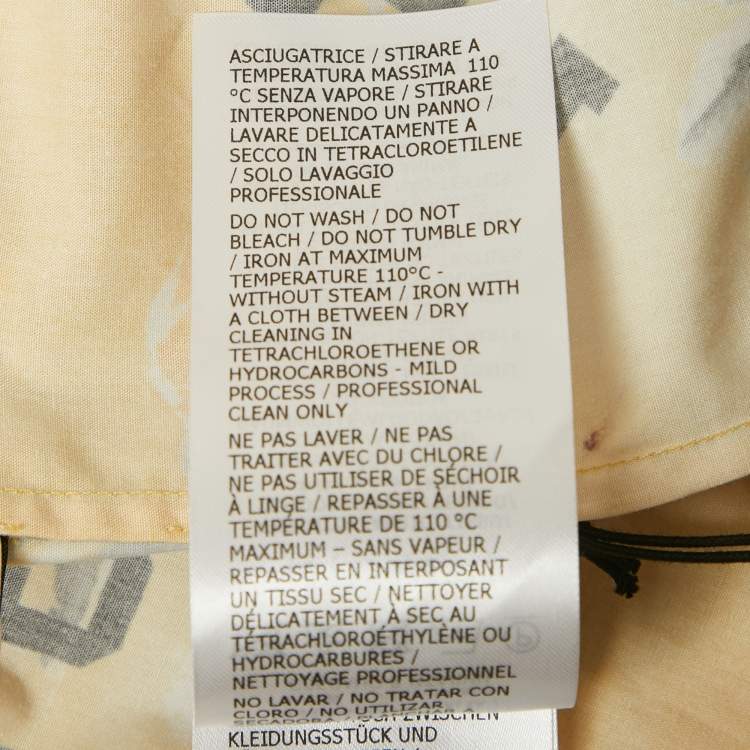 ASCIUGATRICE / STIRARE A
TEMPERATURA MASSIMA 110
°C SENZA VAPORE / STIRARE
INTERPONENDO UN PANNO /
LAVARE DELICATAMENTE A
SECCO IN TETRACLOROETILENE
/ SOLO LAVAGGIO
PROFESSIONALE
DO NOT WASH / DO NOT
BLEACH / DO NOT TUMBLE DRY
/ IRON AT MAXIMUM
TEMPERATURE 110°C -
WITHOUT STEAM / IRON WITH
A CLOTH BETWEEN / DRY
CLEANING IN
TETRACHLOROETHENE OR
HYDROCARBONS - MILD
PROCESS / PROFESSIONAL
CLEAN ONLY
NE PAS LAVER / NE PAS
TRAITER AVEC DU CHLORE /
NE PAS UTILISER DE SÉCHOIR
À LINGE / REPASSER À UNE
TEMPÉRATURE DE 110 °C
MAXIMUM – SANS VAPEUR /
REPASSER EN INTERPOSANT
UN TISSU SEC / NETTOYER
DÉLICATEMENT À SEC AU
TÉTRACHLOROÉTHYLÈNE OU
HYDROCARBURES /
NETTOYAGE PROFESSIONNEL
NO LAVAR / NO TRATAR CON
CLORO / NO UTILIZAR
ZWISCHEN
KLEIDUNGSSTÜCK UND